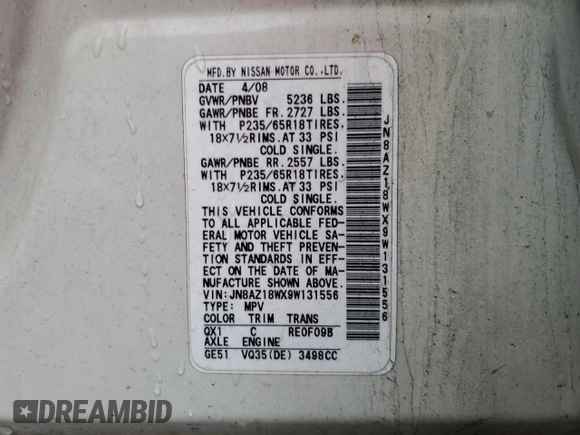 MFD.BY NISSAN MOTOR CO.,LTD.
DATE 4/08
GVWR/PNBV 5236 LBS.
GAWR/PNBE FR. 2727 LBS.
WITH P235/65R18TIRES.
18×7½RIMS.AT 33 PSI
COLD SINGLE.
GAWR/PNBE RR. 2557 LBS.
WITH P235/65R18TIRES.
18×7½RIMS.AT 33 PSI
COLD SINGLE.
THIS VEHICLE CONFORMS
TO ALL APPLICABLE FED-
ERAL MOTOR VEHICLE SA-
FETY AND THEFT PREVEN-
TION STANDARDS IN EFF-
ECT ON THE DATE OF MA-
NUFACTURE SHOWN ABOVE.
VIN:JN8AZ18WX9W131556
TYPE: MPV
COLOR TRIM TRANS
QX1 C RE0F09B
AXLE ENGINE
GE51 VQ35(DE) 3498CC
JN8AZ18WX9W131556
DREAMBID